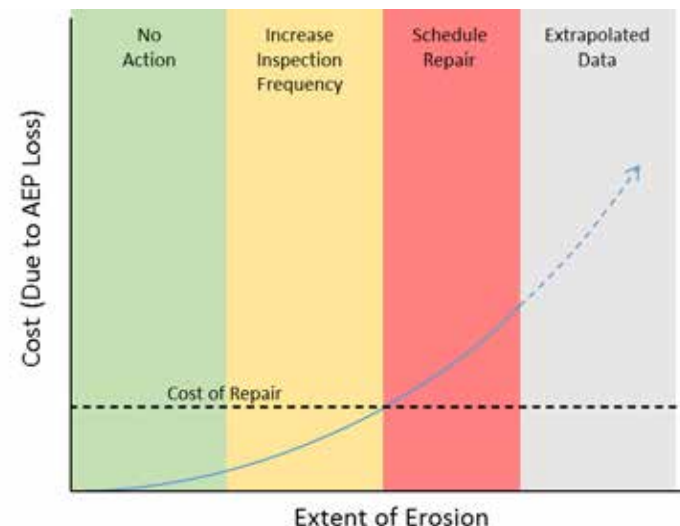 No
Action
Increase
Inspection
Frequency
Schedule
Repair
Extrapolated
Data
Cost (Due to AEP Loss)
Cost of Repair
Extent of Erosion